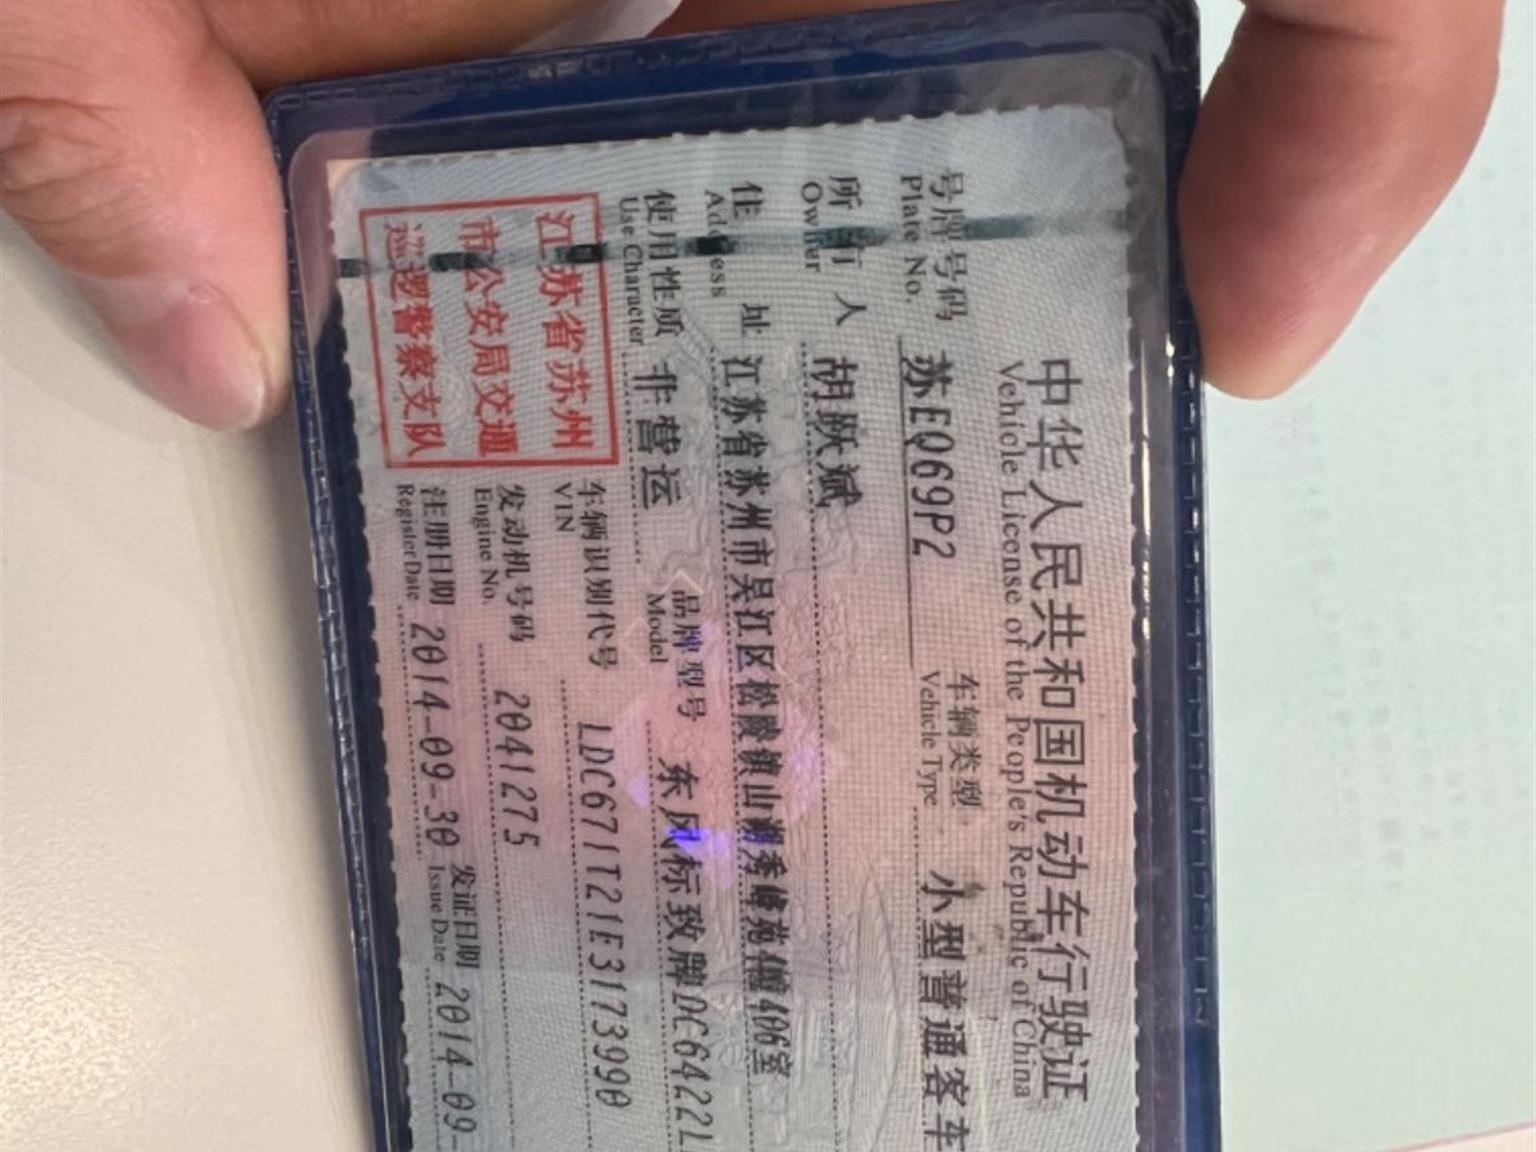 中华人民共和国机动车行驶证
Vehicle License of the People's Republic of China
号牌号码 苏EQ69P2 车辆类型 小型普通客车
Plate No. Vehicle Type
所有人 胡跃斌
Owner
住址 江苏省苏州市吴江区松陵镇山湖秀峰苑 406室
Address
使用性质 非营运 品牌型号 东风标致牌DC6422L
Use Character Model
江苏省苏州
市公安局交通
巡逻警察支队
车辆识别代号 LDC671T21E3173990
VIN
发动机号码 2041275
Engine No.
注册日期 2014-09-30 发证日期 2014-09-
Register Date Issue Date